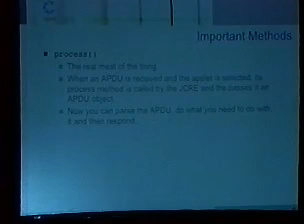 Important Methods
process()
The real meat of the thing
When an APDU is received and the applet is selected, its
process method is called by the JCRE and the passes it an
APDU object.
Now you can parse the APDU, do what you need to do with
it and then respond.